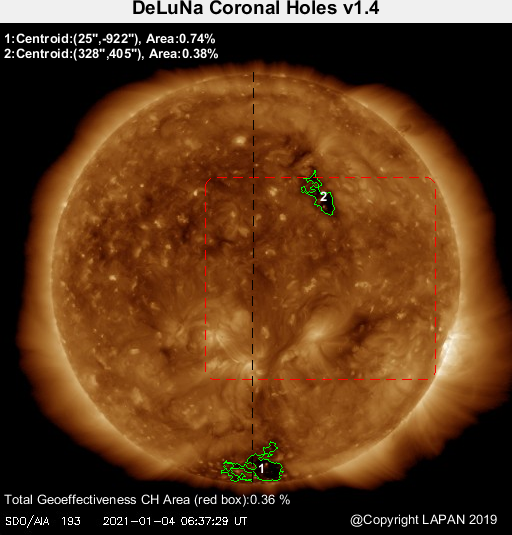 DeLuNa Coronal Holes v1.4
1:Centroid:(25",-922"), Area:0.74%
2:Centroid:(328",405"), Area:0.38%
2
1
Total Geoeffectiveness CH Area (red box):0.36 %
SDO/AIA 193 2021-01-04 06:37:29 UT
@Copyright LAPAN 2019